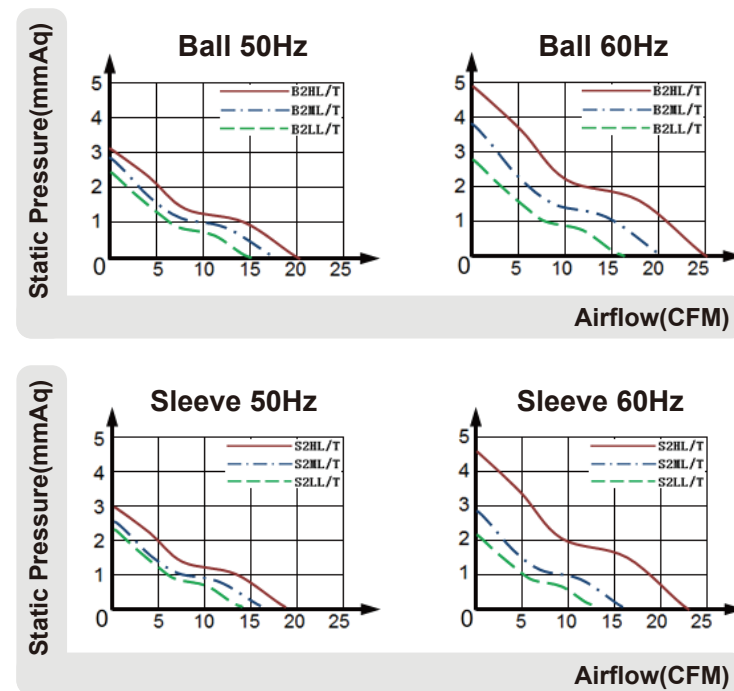 Static Pressure(mmAq)
Ball 50Hz
5
4
3
2
1
0
5 10 15 20 25
B2HL/T
B2ML/T
B2LL/T
Ball 60Hz
5
4
3
2
1
0
5 10 15 20 25
B2HL/T
B2ML/T
B2LL/T
Airflow(CFM)
Static Pressure(mmAq)
Sleeve 50Hz
5
4
3
2
1
0
5 10 15 20 25
S2HL/T
S2ML/T
S2LL/T
Sleeve 60Hz
5
4
3
2
1
0
5 10 15 20 25
S2HL/T
S2ML/T
S2LL/T
Airflow(CFM)